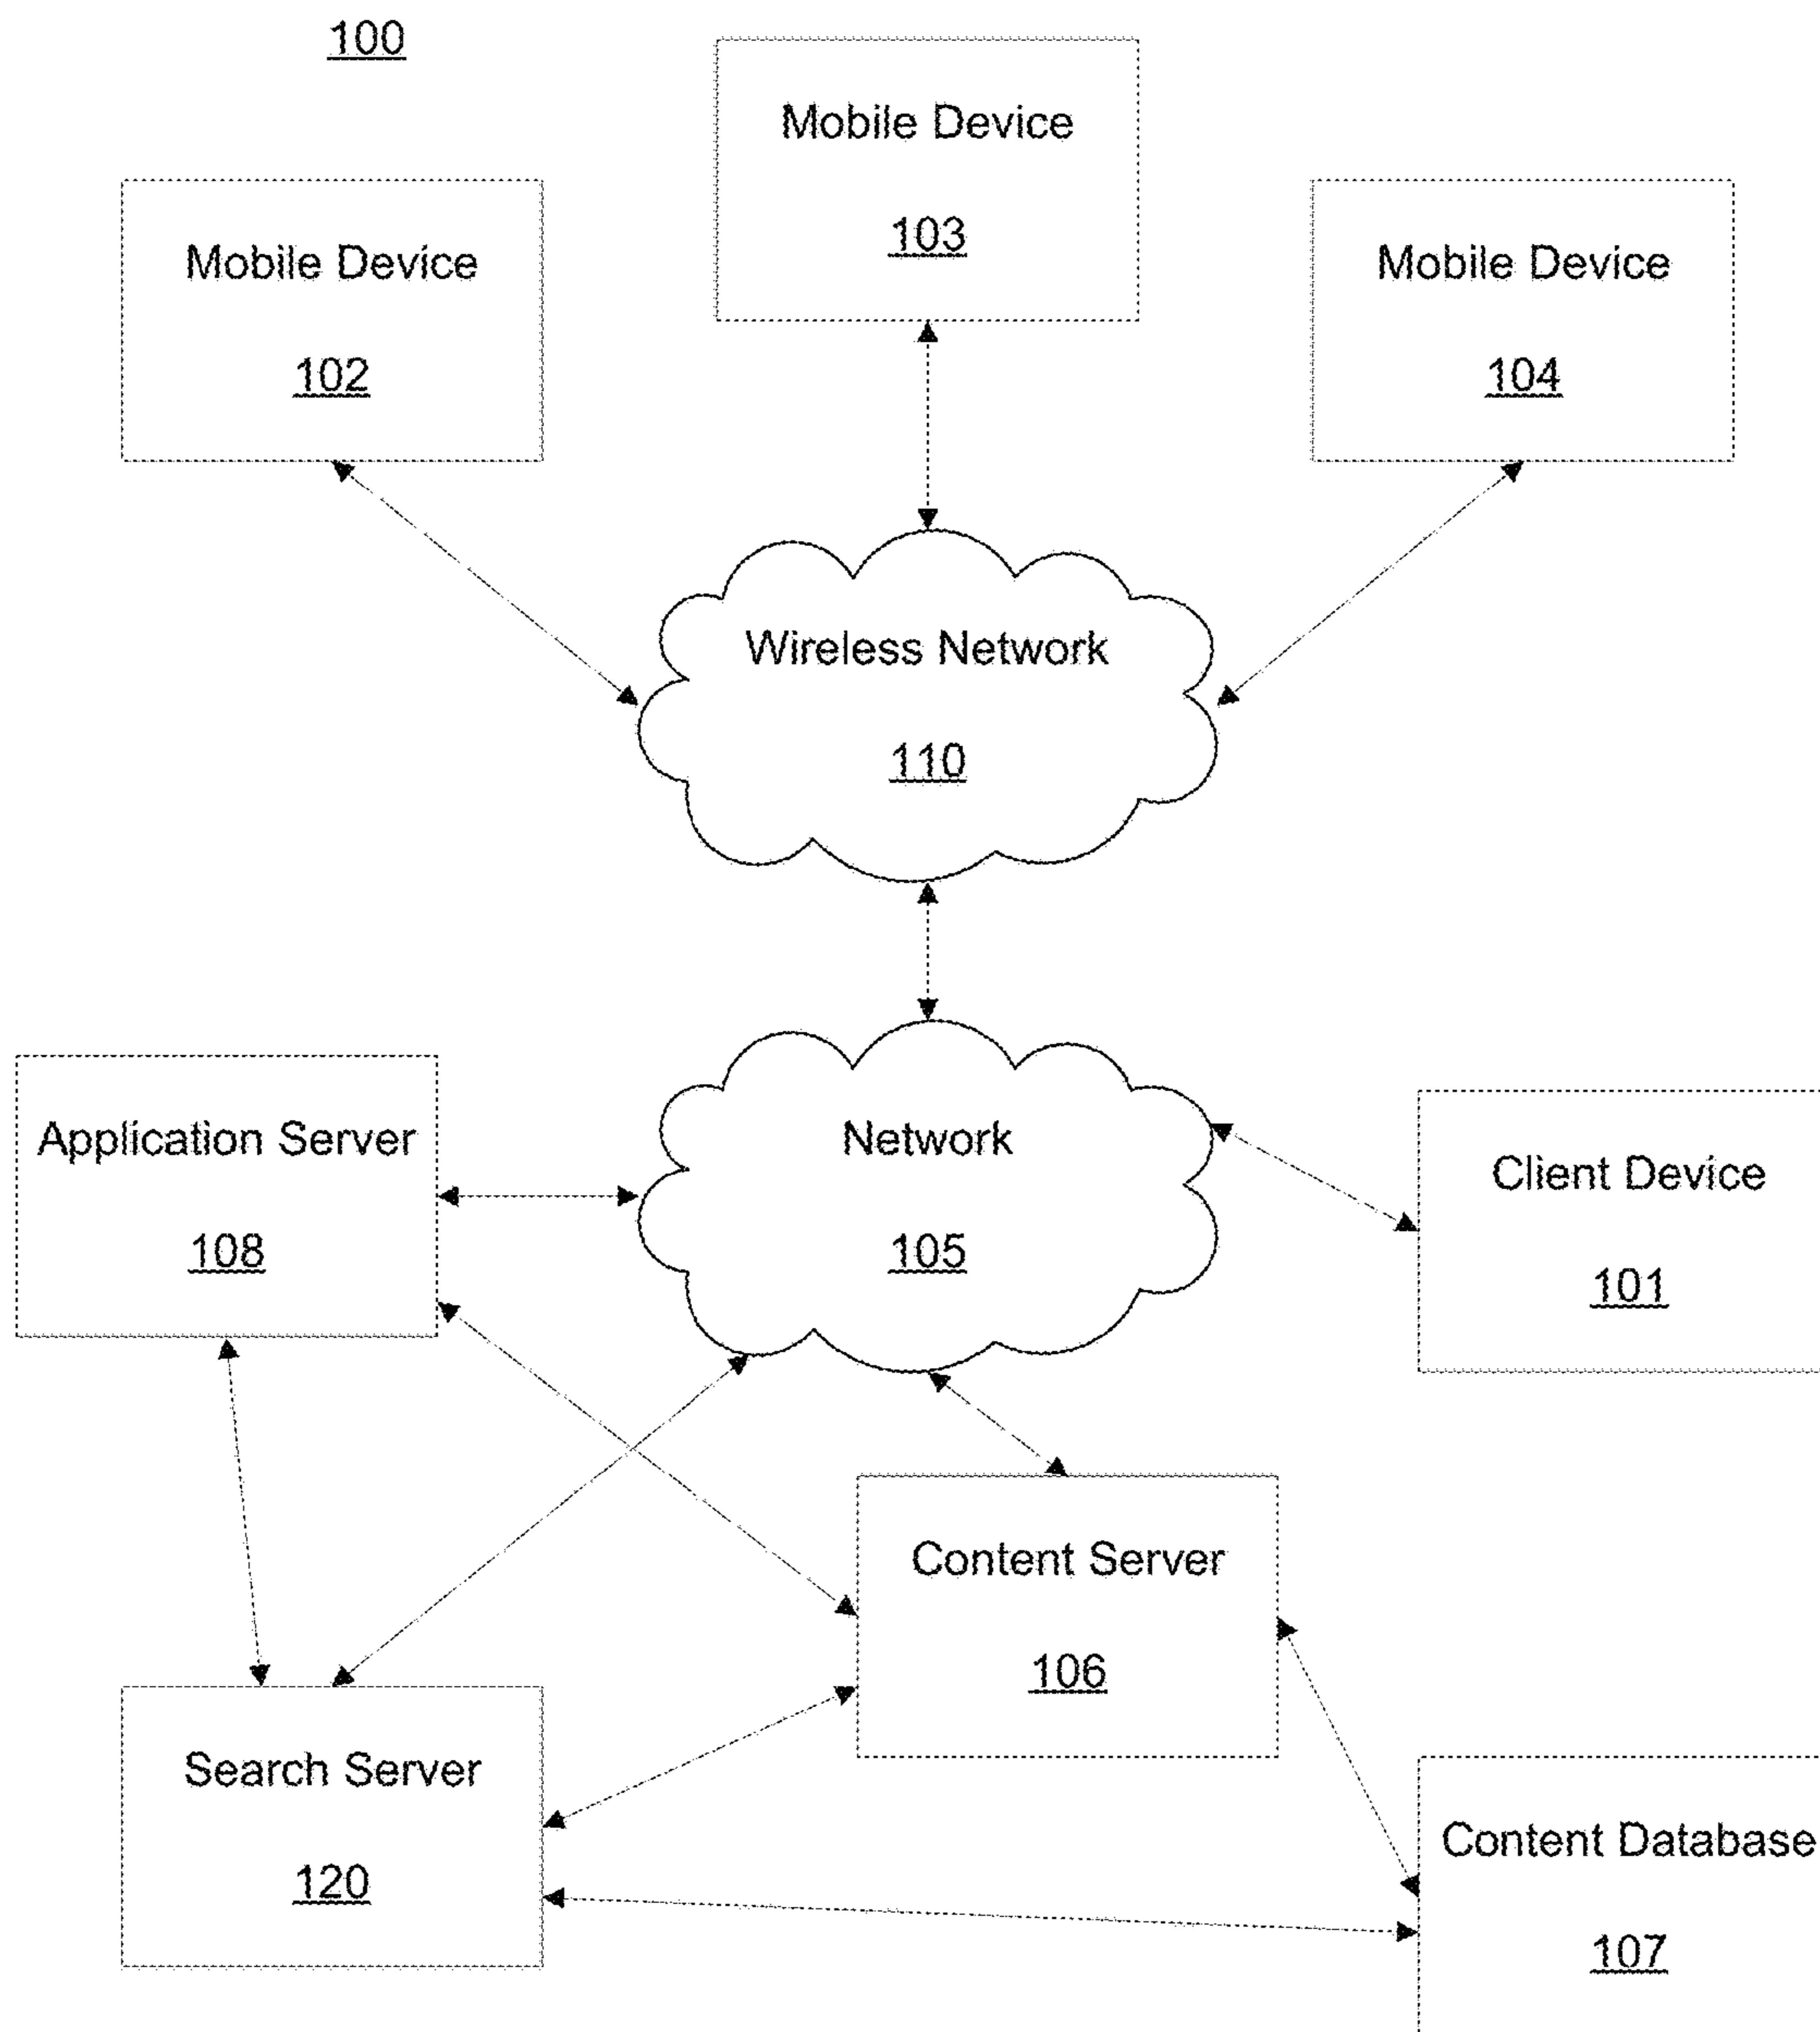 100
Mobile Device
103
Mobile Device
102
Mobile Device
104
Wireless Network
110
Network
105
Application Server
108
Client Device
101
Content Server
106
Search Server
120
Content Database
107